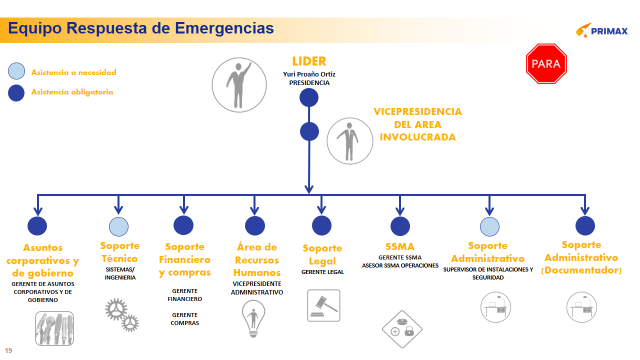 Equipo Respuesta de Emergencias
PRIMAX
Asistencia a necesidad
Asistencia obligatoria
LIDER
Yuri Proaño Ortiz
PRESIDENCIA
PARA
VICEPRESIDENCIA
DEL AREA
INVOLUCRADA
Asuntos
corporativos y
de gobierno
GERENTE DE ASUNTOS
CORPORATIVOS Y DE
GOBIERNO
Soporte
Técnico
SISTEMAS/
INGENIERIA
Soporte
Financiero
y compras
GERENTE
FINANCIERO
GERENTE
COMPRAS
Área de
Recursos
Humanos
VICEPRESIDENTE
ADMINISTRATIVO
Soporte
Legal
GERENTE LEGAL
SSMA
GERENTE SSMA
ASESOR SSMA OPERACIONES
Soporte
Administrativo
SUPERVISOR DE INSTALACIONES Y
SEGURIDAD
Soporte
Administrativo
(Documentador)
19